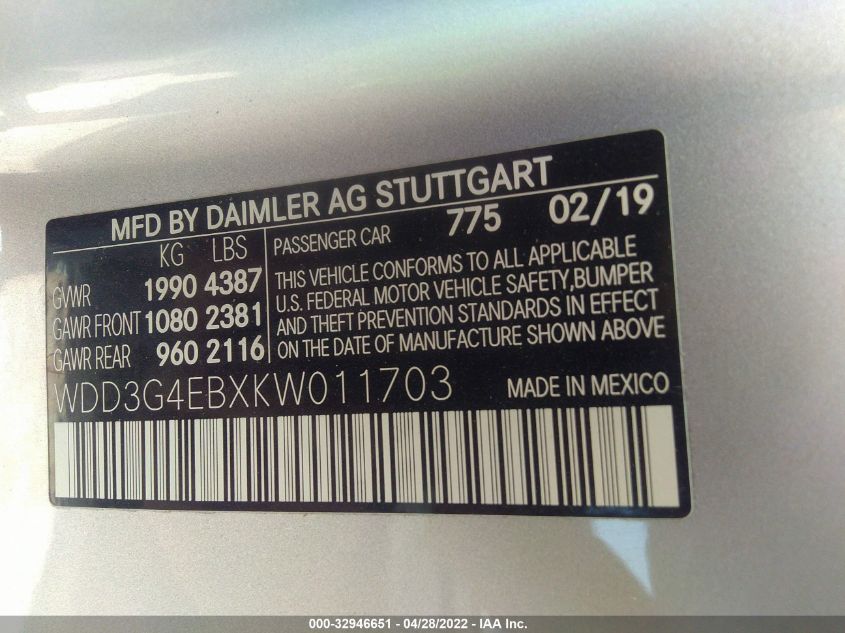 MFD BY DAIMLER AG STUTTGART
KG LBS
GVWR 1990 4387
GAWR FRONT 1080 2381
GAWR REAR 960 2116
PASSENGER CAR 775 02/19
THIS VEHICLE CONFORMS TO ALL APPLICABLE
U.S. FEDERAL MOTOR VEHICLE SAFETY,BUMPER
AND THEFT PREVENTION STANDARDS IN EFFECT
ON THE DATE OF MANUFACTURE SHOWN ABOVE
WDD3G4EBXKW011703 MADE IN MEXICO
000-32946651 - 04/28/2022 - IAA Inc.